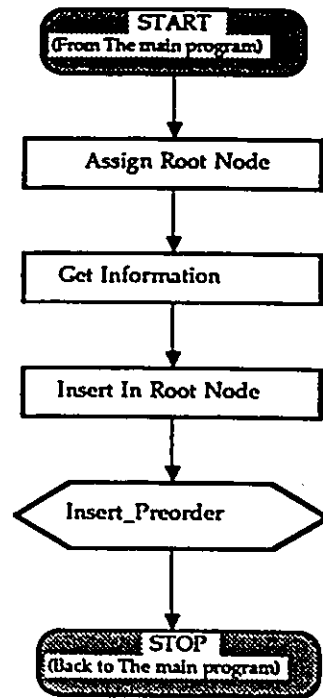 START
(From The main program)
Assign Root Node
Get Information
Insert In Root Node
Insert_Preorder
STOP
(Back to The main program)